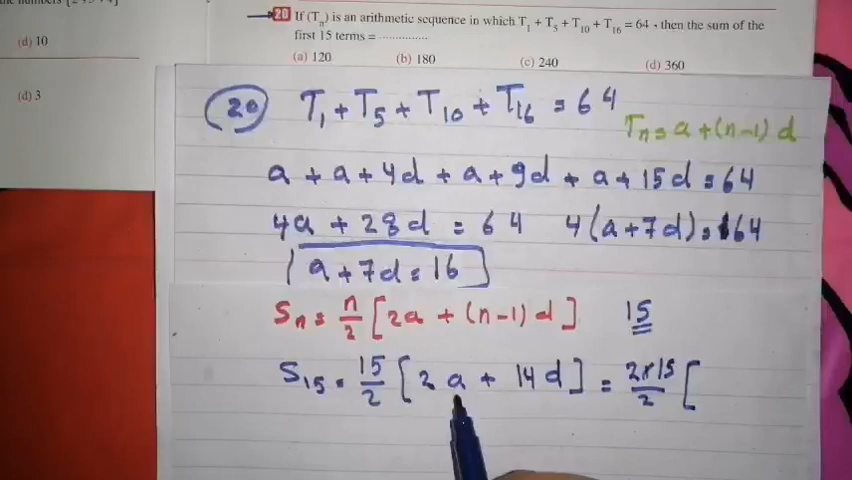 (d) 10
(d) 3
20 If (Tn) is an arithmetic sequence in which T1 + T5 + T10 + T16 = 64 , then the sum of the
first 15 terms = ..............
(a) 120 (b) 180 (c) 240 (d) 360
20 T1 + T5 + T10 + T16 = 64
Tn = a + (n-1) d
a + a + 4d + a + 9d + a + 15d = 64
4a + 28d = 64 4(a+7d) = 64
a + 7d = 16
Sn = n/2 [2a + (n-1) d] 15
S15 = 15/2 [2a + 14d] = 2×15/2 [